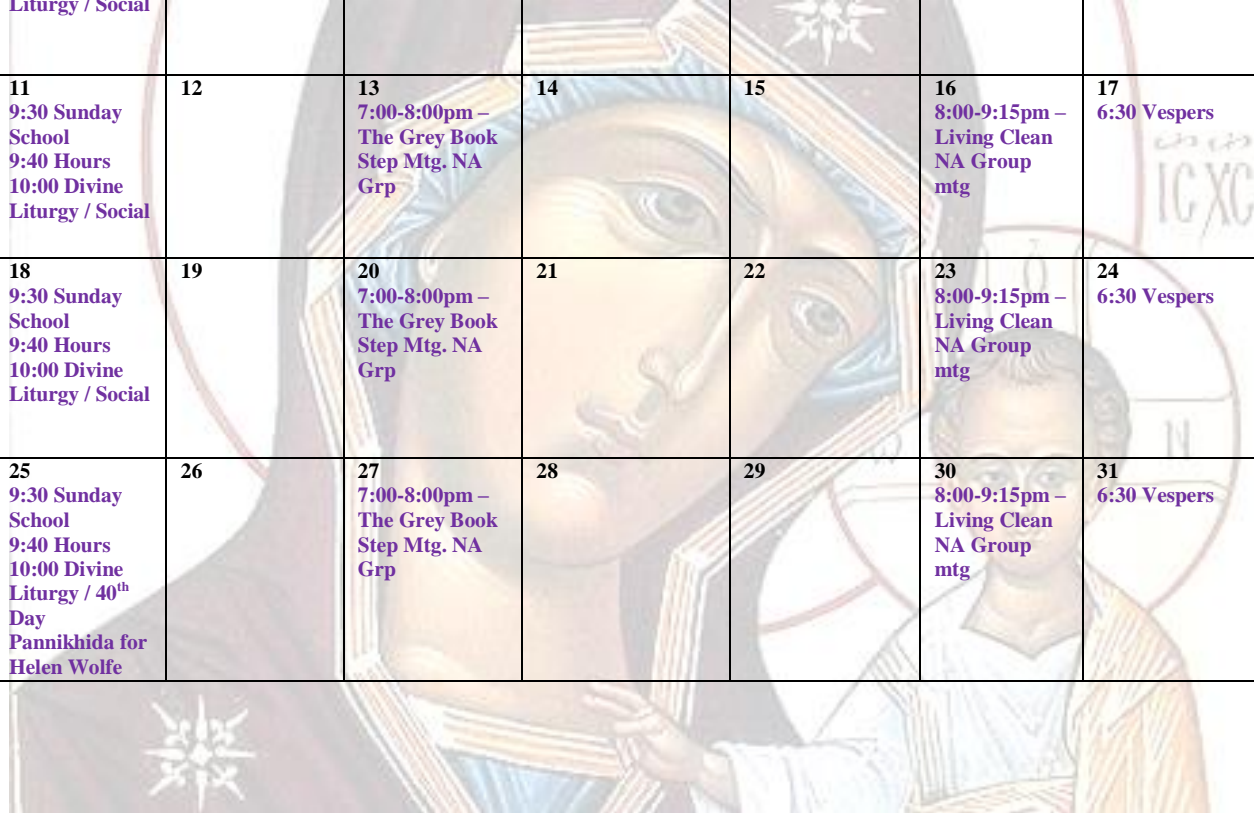 Liturgy / Social
11
9:30 Sunday
School
9:40 Hours
10:00 Divine
Liturgy / Social
12
13
7:00-8:00pm –
The Grey Book
Step Mtg. NA
Grp
14
15
16
8:00-9:15pm –
Living Clean
NA Group
mtg
17
6:30 Vespers
18
9:30 Sunday
School
9:40 Hours
10:00 Divine
Liturgy / Social
19
20
7:00-8:00pm –
The Grey Book
Step Mtg. NA
Grp
21
22
23
8:00-9:15pm –
Living Clean
NA Group
mtg
24
6:30 Vespers
25
9:30 Sunday
School
9:40 Hours
10:00 Divine
Liturgy / 40th
Day
Pannikhida for
Helen Wolfe
26
27
7:00-8:00pm –
The Grey Book
Step Mtg. NA
Grp
28
29
30
8:00-9:15pm –
Living Clean
NA Group
mtg
31
6:30 Vespers
IC XC
Ο
Ν